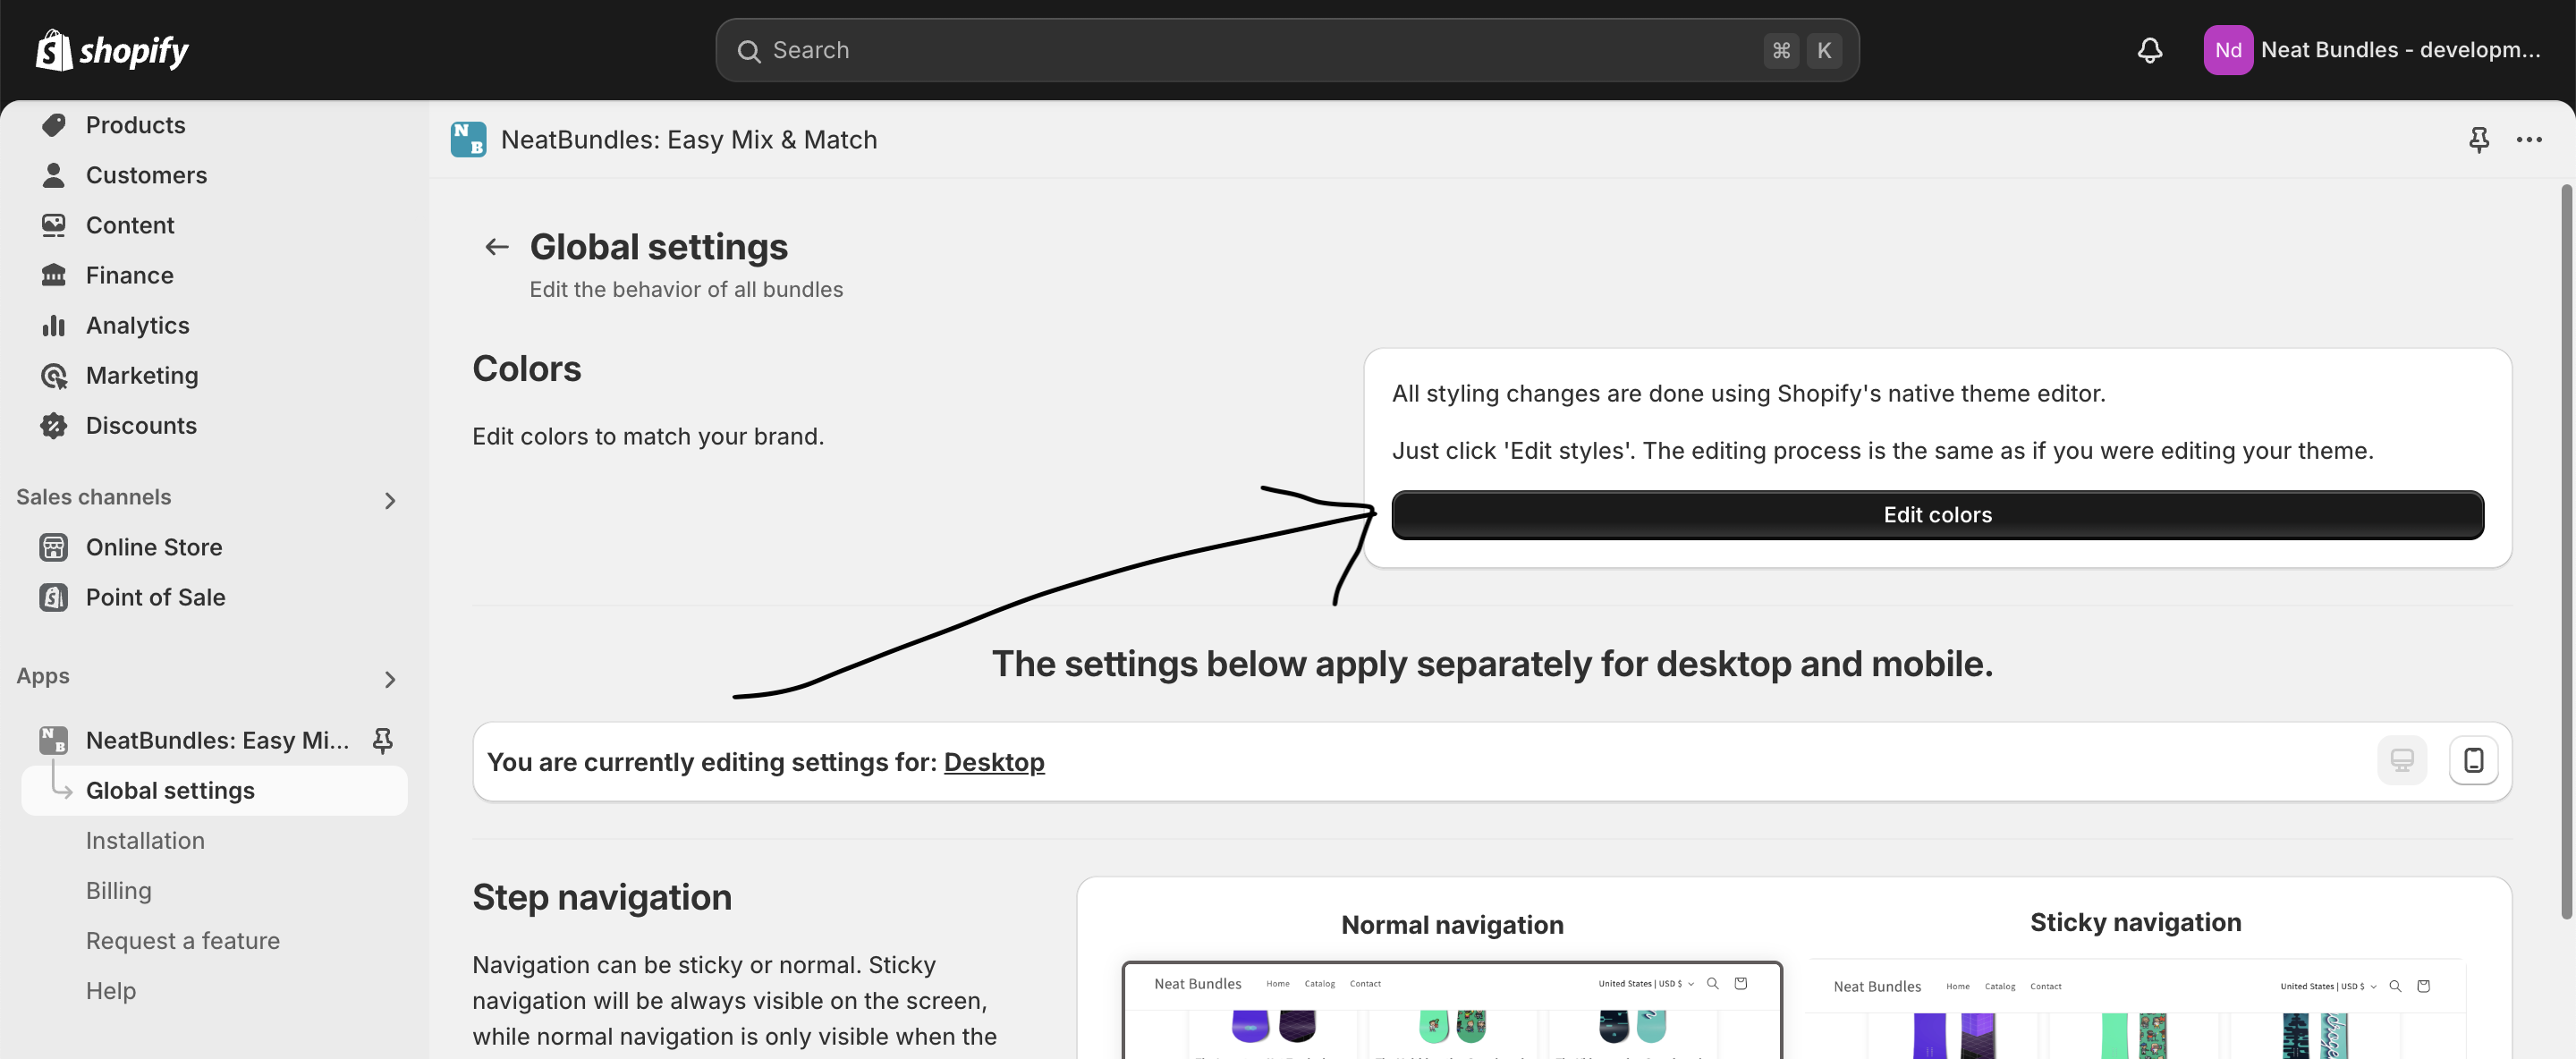 shopify
Search
⌘ K
Nd Neat Bundles - developm...
Products
Customers
Content
Finance
Analytics
Marketing
Discounts
Sales channels
Online Store
Point of Sale
Apps
NeatBundles: Easy Mi...
Global settings
Installation
Billing
Request a feature
Help
NB NeatBundles: Easy Mix & Match
Global settings
Edit the behavior of all bundles
Colors
Edit colors to match your brand.
All styling changes are done using Shopify's native theme editor.
Just click 'Edit styles'. The editing process is the same as if you were editing your theme.
Edit colors
The settings below apply separately for desktop and mobile.
You are currently editing settings for: Desktop
Step navigation
Navigation can be sticky or normal. Sticky
navigation will be always visible on the screen,
while normal navigation is only visible when the
Normal navigation
Neat Bundles Home Catalog Contact United States | USD $
Sticky navigation
Neat Bundles Home Catalog Contact United States | USD $